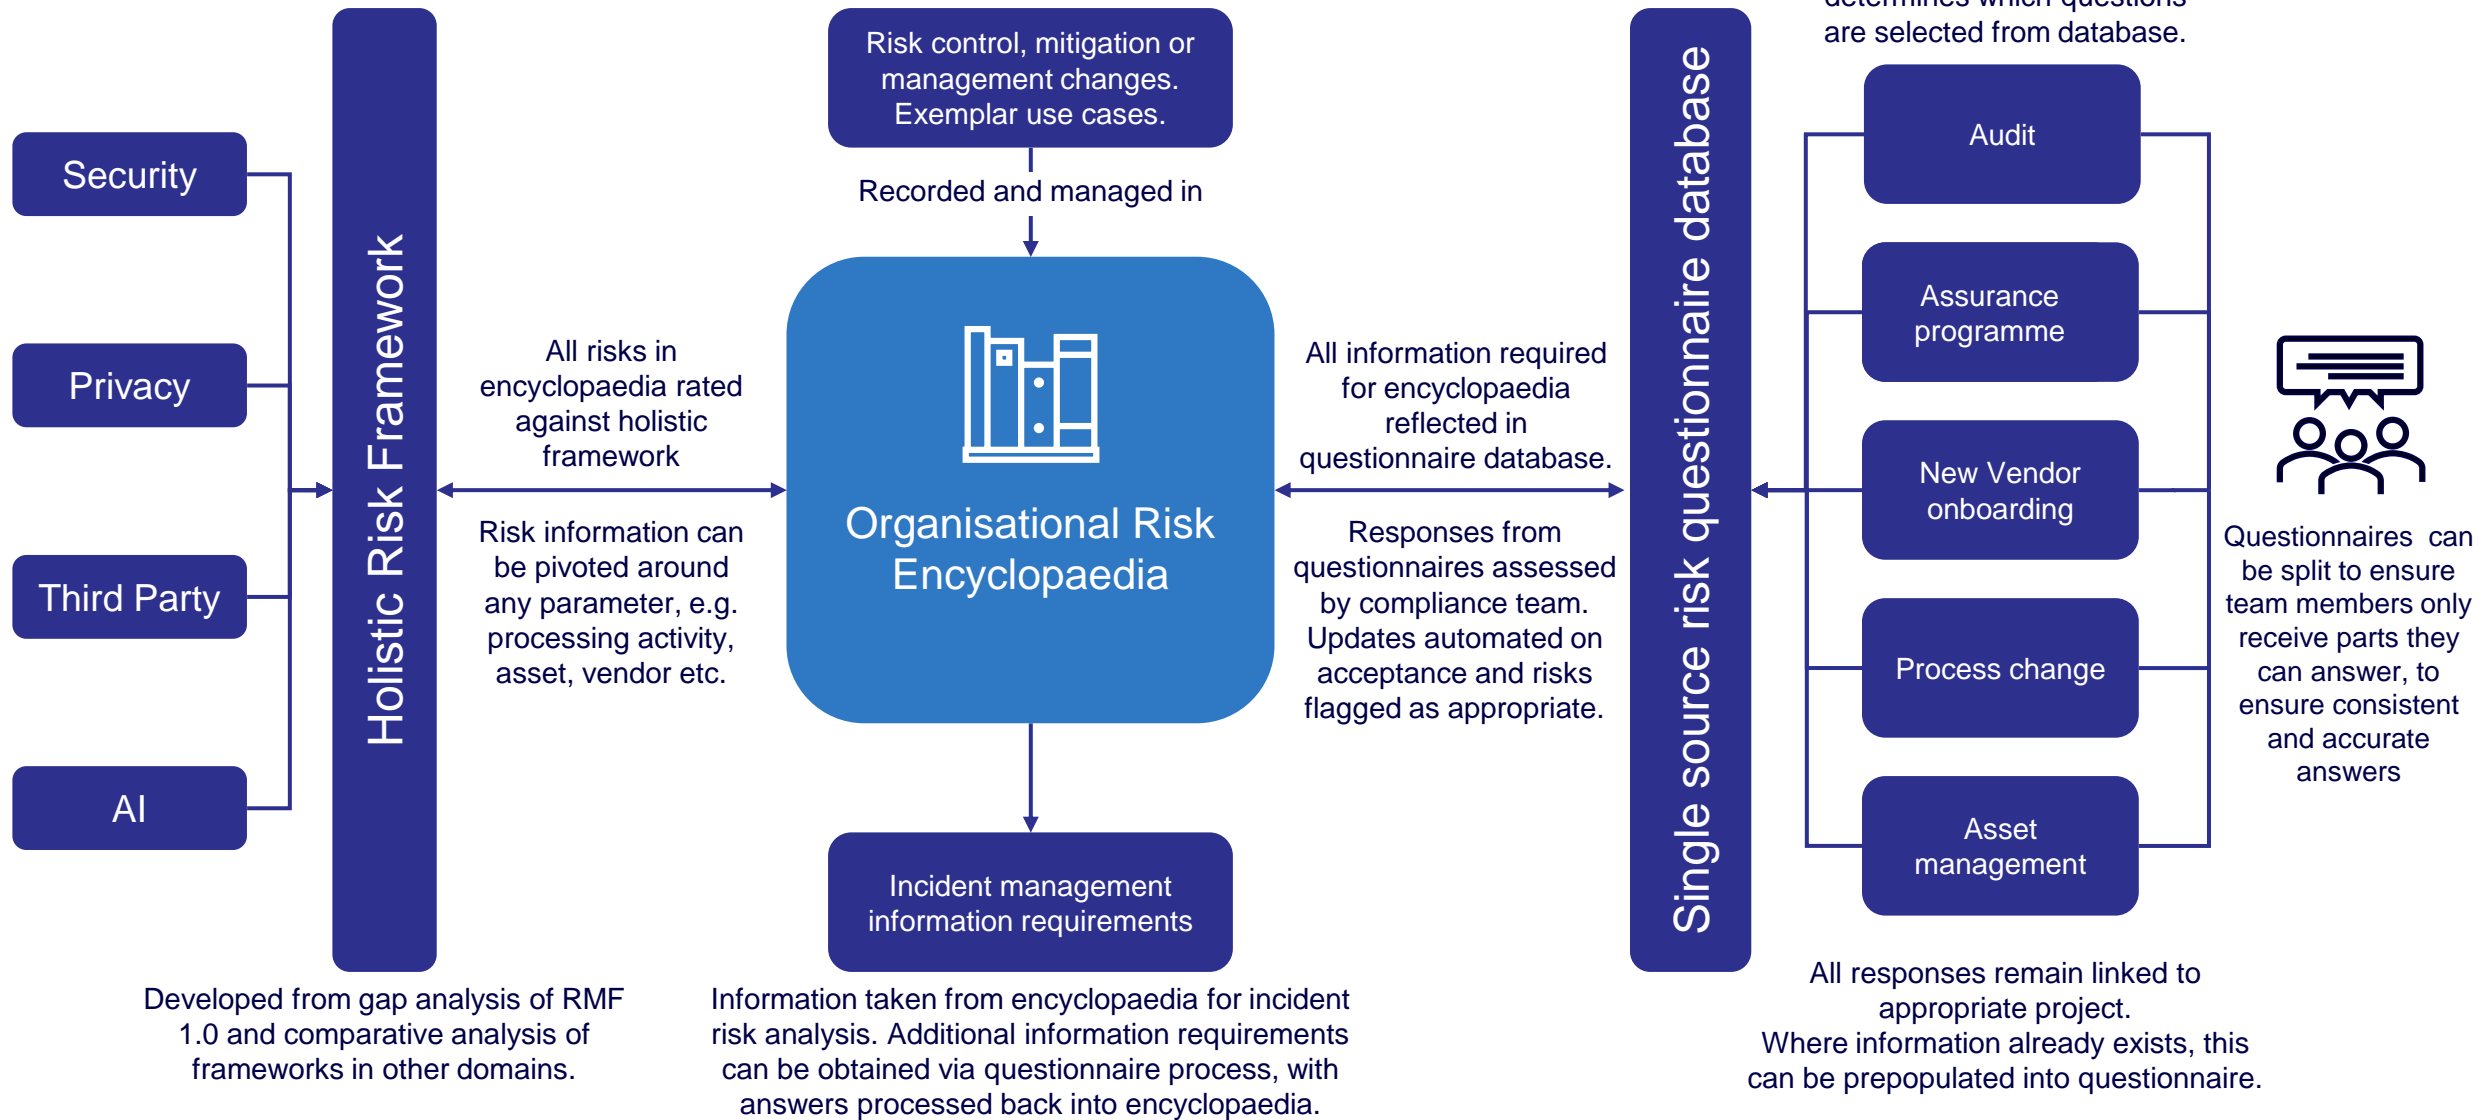 Security
Privacy
Third Party
AI
Holistic Risk Framework
Developed from gap analysis of RMF
1.0 and comparative analysis of
frameworks in other domains.
All risks in
encyclopaedia rated
against holistic
framework
Risk information can
be pivoted around
any parameter, e.g.
processing activity,
asset, vendor etc.
Risk control, mitigation or
management changes.
Exemplar use cases.
Recorded and managed in
Organisational Risk
Encyclopaedia
Incident management
information requirements
Information taken from encyclopaedia for incident
risk analysis. Additional information requirements
can be obtained via questionnaire process, with
answers processed back into encyclopaedia.
All information required
for encyclopaedia
reflected in
questionnaire database.
Responses from
questionnaires assessed
by compliance team.
Updates automated on
acceptance and risks
flagged as appropriate.
Single source risk questionnaire database
determines which questions
are selected from database.
Audit
Assurance
programme
New Vendor
onboarding
Process change
Asset
management
All responses remain linked to
appropriate project.
Where information already exists, this
can be prepopulated into questionnaire.
Questionnaires can
be split to ensure
team members only
receive parts they
can answer, to
ensure consistent
and accurate
answers